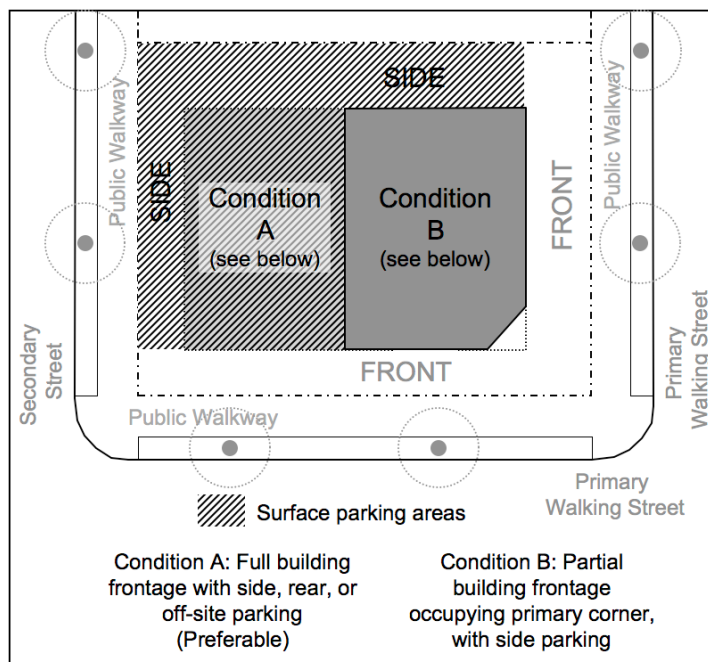 SIDE
Public Walkway
Public Walkway
SIDE
Condition
A
(see below)
Condition
B
(see below)
FRONT
FRONT
Secondary
Street
Primary
Walking Street
Public Walkway
Primary
Walking Street
Surface parking areas
Condition A: Full building
frontage with side, rear, or
off-site parking
(Preferable)
Condition B: Partial
building frontage
occupying primary corner,
with side parking